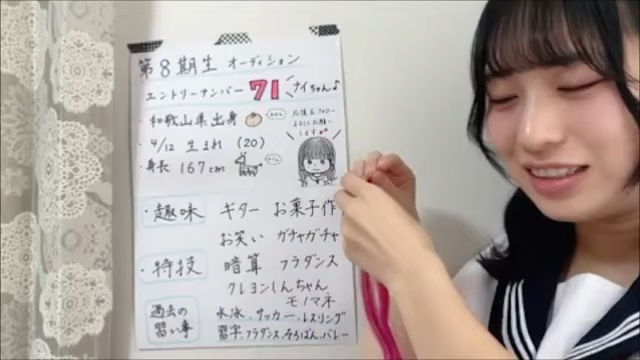 第8期生 オーディション
エントリーナンバー 71 ナイちゃん♪
・和歌山県出身
・4/12 生まれ (20)
・身長 167cm
・趣味 ギター お菓子作
お笑い ガチャガチャ
・特技 暗算 フラダンス
クレヨンしんちゃん
モノマネ
過去の習い事 水泳、サッカー、レスリング
習字、フラダンス、そろばん、バレー